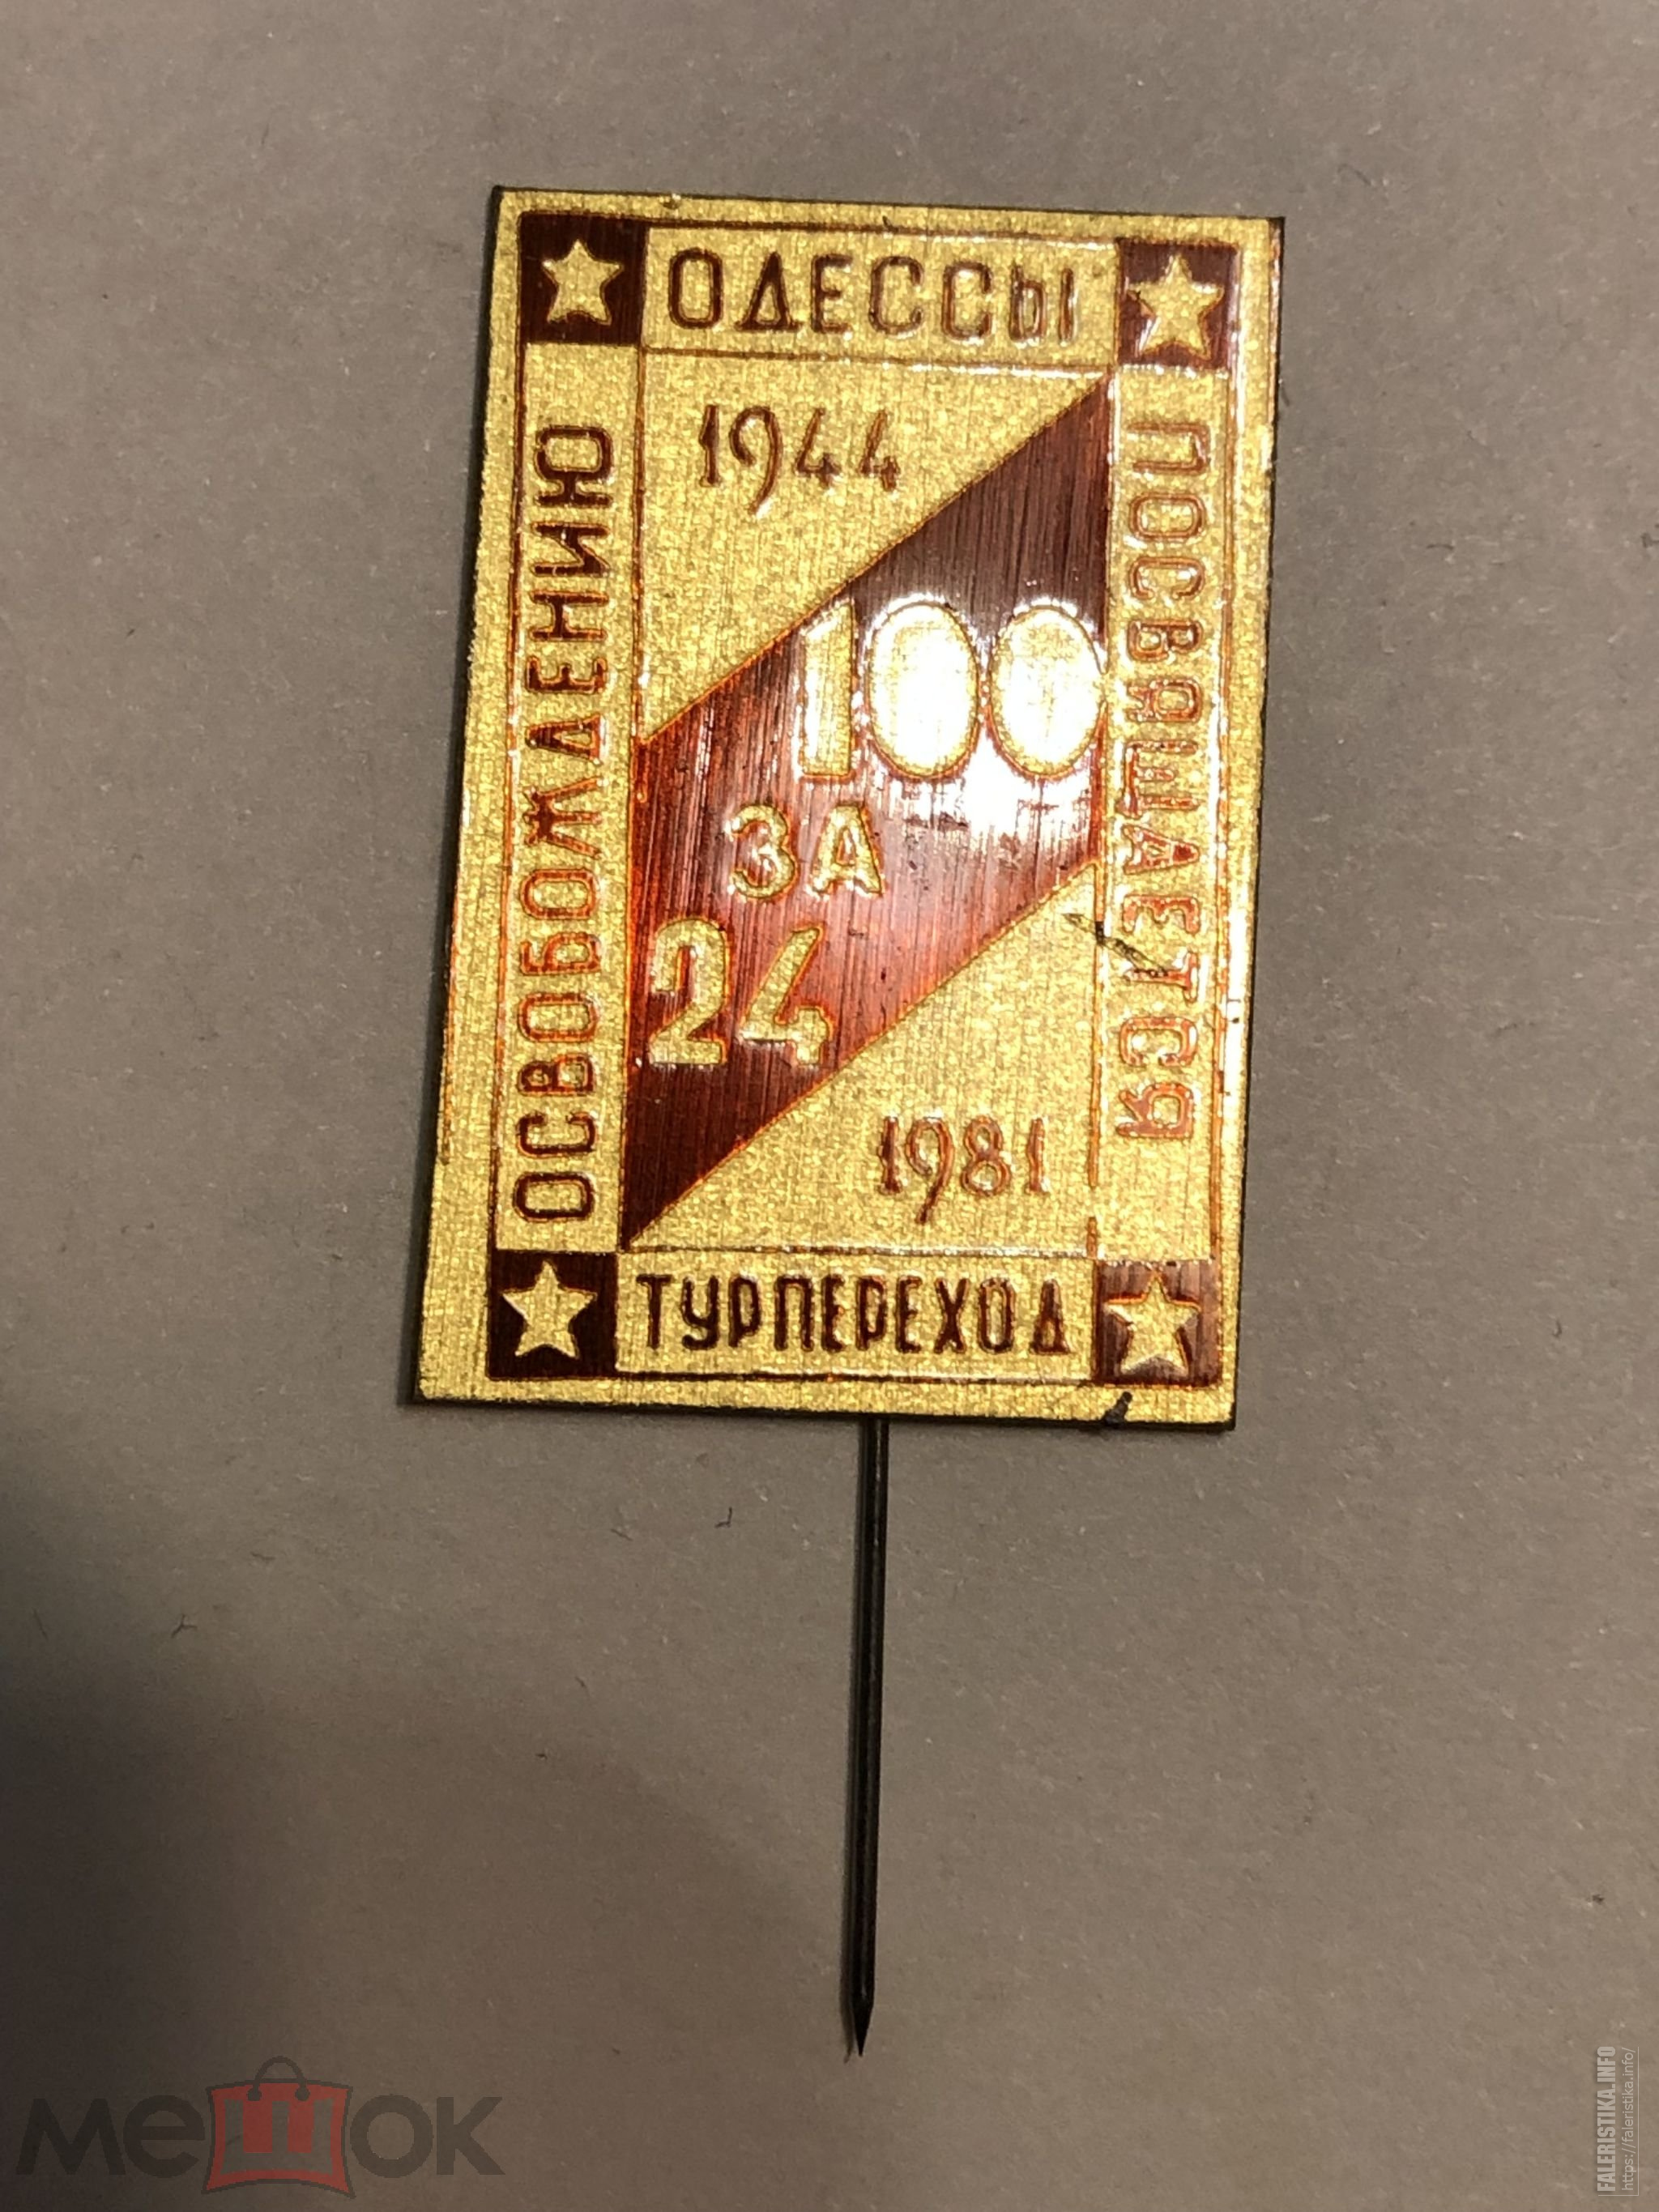 ОСВОБОЖДЕНИЮ
ОДЕССЫ
ПОСВЯЩАЕТСЯ
1944
100
ЗА
24
1981
ТУРПЕРЕХОД
мешок
FALERISTIKA.INFO
https://faleristika.info/